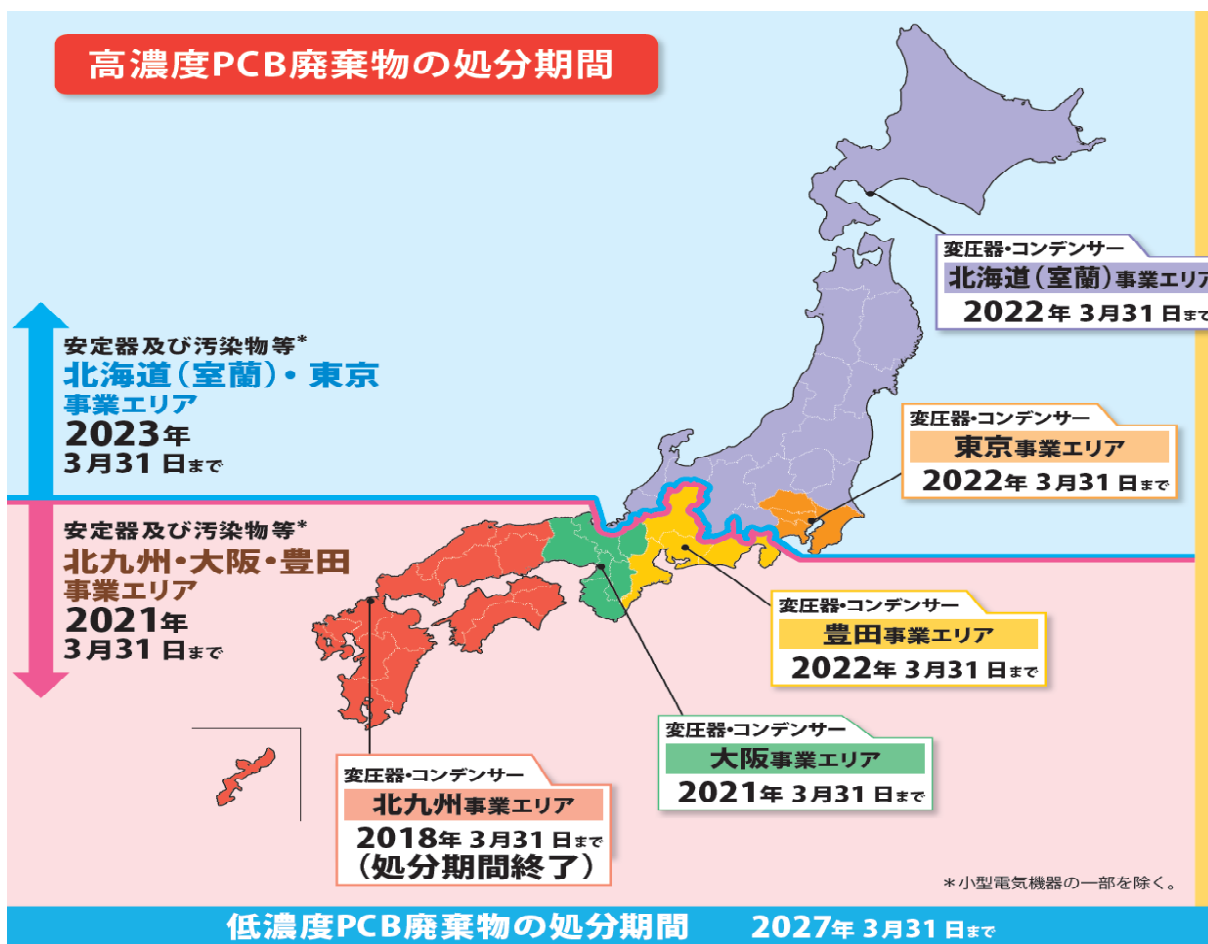 高濃度PCB廃棄物の処分期間
変圧器・コンデンサー
北海道（室蘭）事業エリア
2022年 3月31日まで
安定器及び汚染物等*
北海道（室蘭）・東京
事業エリア
2023年
3月31日まで
変圧器・コンデンサー
東京事業エリア
2022年 3月31日まで
安定器及び汚染物等*
北九州・大阪・豊田
事業エリア
2021年
3月31日まで
変圧器・コンデンサー
豊田事業エリア
2022年 3月31日まで
変圧器・コンデンサー
大阪事業エリア
2021年 3月31日まで
変圧器・コンデンサー
北九州事業エリア
2018年 3月31日まで
（処分期間終了）
*小型電気機器の一部を除く。
低濃度PCB廃棄物の処分期間 2027年 3月31日まで